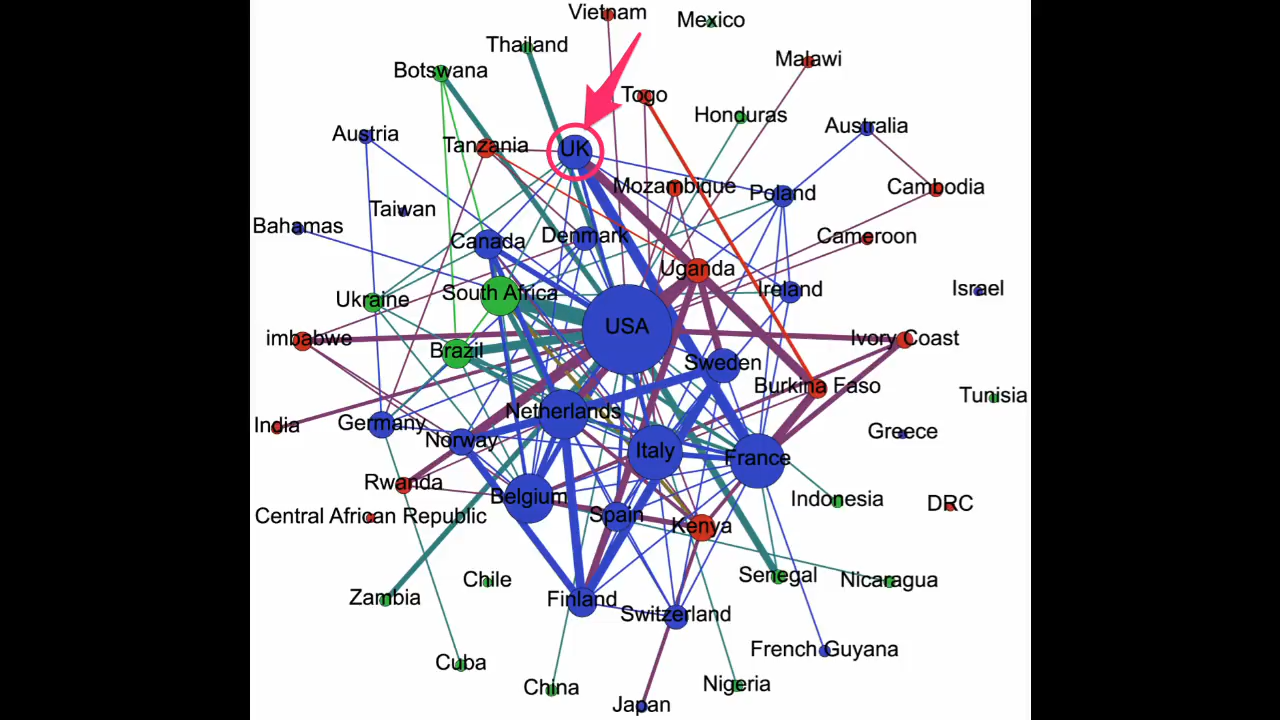 Vietnam
Mexico
Thailand
Botswana
Malawi
Togo
Honduras
Australia
Austria
Tanzania
UK
Mozambique
Poland
Cambodia
Taiwan
Bahamas
Canada
Denmark
Cameroon
Uganda
Ukraine
South Africa
Ireland
Israel
USA
imbabwe
Brazil
Ivory Coast
Sweden
Burkina Faso
Tunisia
India
Germany
Netherlands
Norway
Italy
France
Greece
Rwanda
Belgium
Indonesia
DRC
Central African Republic
Spain
Kenya
Chile
Senegal
Nicaragua
Zambia
Finland
Switzerland
French Guyana
Cuba
China
Nigeria
Japan